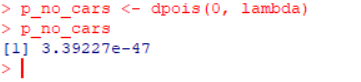 > p_no_cars <- dpois(0, lambda)
> p_no_cars
[1] 3.39227e-47
>